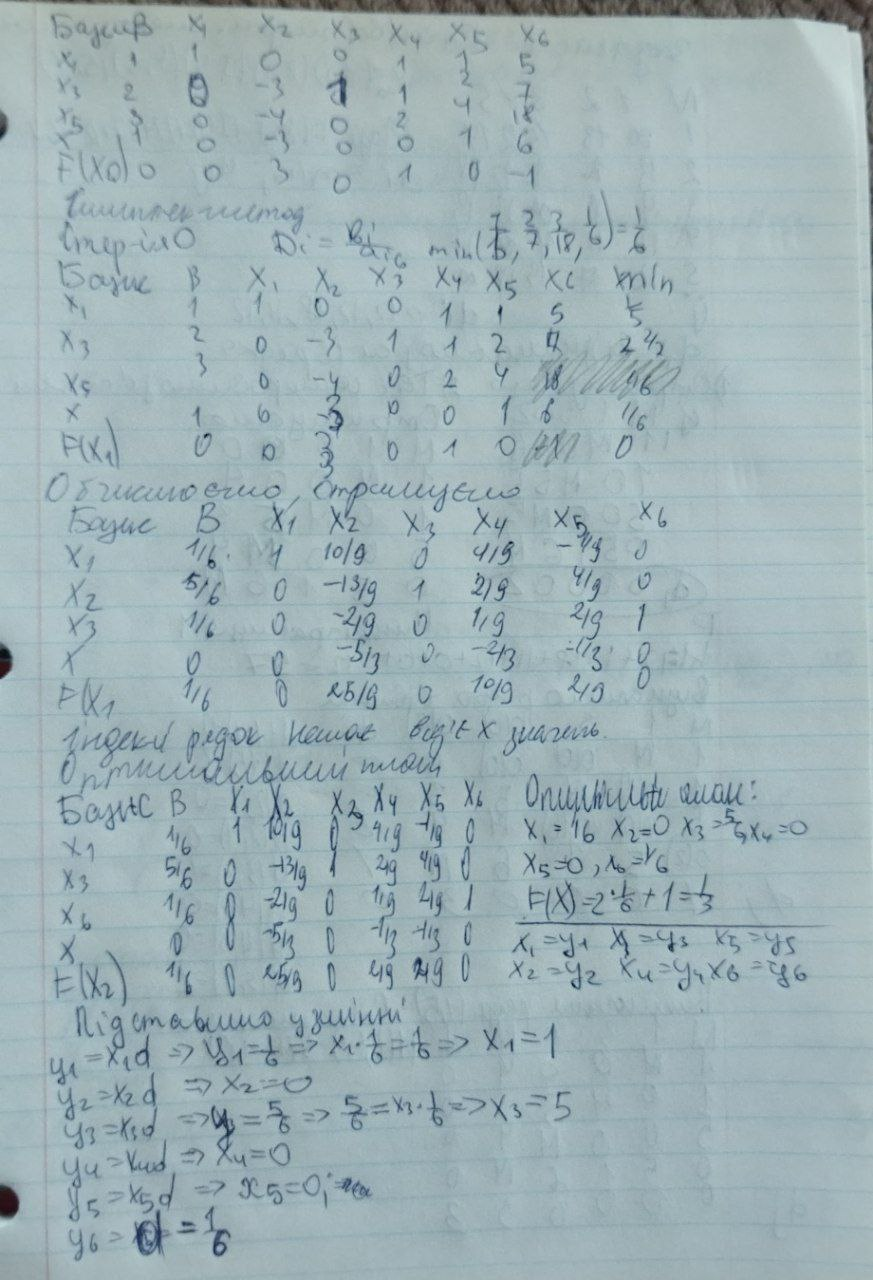 Базис B X1 X2 X3 X4 X5 X6
X1 1 1 0 0 1 1 5
X3 2 0 -3 1 1 2 7
X5 3 0 -4 0 2 4 18
X 1 0 -3 0 0 1 6
F(X0) 0 0 3 0 1 0 -1
Симплекс-метод
Ітер-ія 0 Di = Bi/ai6 min( , 2/7, 3/18, 1/6) = 1/6
Базис B X1 X2 X3 X4 X5 X6 min
X1 1 1 0 0 1 1 5 1/5
X3 2 0 -3 1 1 2 7 2/7
X5 3 0 -4 0 2 4 18 1/6
X 1 0 -3 0 0 1 6 1/6
F(X1) 0 0 3 0 1 0 0
Обчислюємо, отримуємо
Базис B X1 X2 X3 X4 X5 X6
X1 1/6 1 10/9 0 4/9 -1/9 0
X2 5/6 0 -13/9 1 2/9 4/9 0
X3 1/6 0 -2/9 0 1/9 2/9 1
X 0 0 -5/3 0 -2/3 -1/3 0
F(X1 1/6 0 25/9 0 10/9 2/9 0
Індекс. рядок немає від'є х значень.
Оптимальний план
Базис B X1 X2 X3 X4 X5 X6
X1 1/6 1 10/9 0 4/9 -1/9 0
X3 5/6 0 -13/9 1 2/9 4/9 0
X6 1/6 0 -2/9 0 1/9 2/9 1
X 0 0 -5/3 0 -1/3 -1/3 0
F(X2) 1/6 0 25/9 0 4/9 2/9 0
Оптимальн план:
X1 = 1/6 X2=0 X3=5/6, X4=0
X5=0, X6=1/6
F(X)=2·1/6+1=1/3
X1=y1 X3=y3 X5=y5
X2=y2 X4=y4 X6=y6
Підставимо у змінні
y1=x1d => y1=1/6 => x1·1/6=1/6 => x1=1
y2=x2d => x2=0
y3=x3d => y3=5/6 => 5/6=x3·1/6 => x3=5
y4=x4d => x4=0
y5=x5d => x5=0;
y6= d =1/6